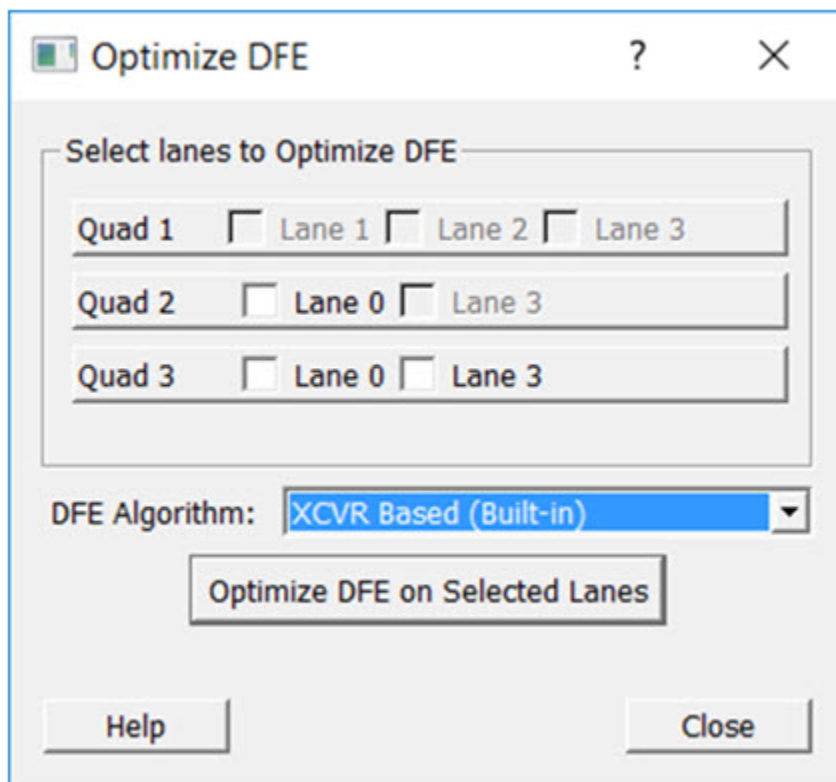 Optimize DFE ?
Select lanes to Optimize DFE
Quad 1 Lane 1 Lane 2 Lane 3
Quad 2 Lane 0 Lane 3
Quad 3 Lane 0 Lane 3
DFE Algorithm: XCVR Based (Built-in)
Optimize DFE on Selected Lanes
Help Close